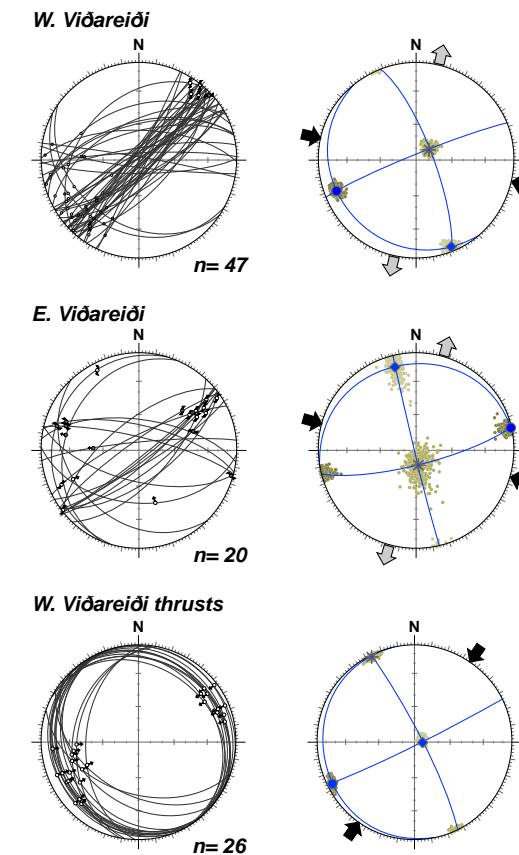 W. Viðareiði
N N
n= 47
E. Viðareiði
N N
n= 20
W. Viðareiði thrusts
N N
n= 26